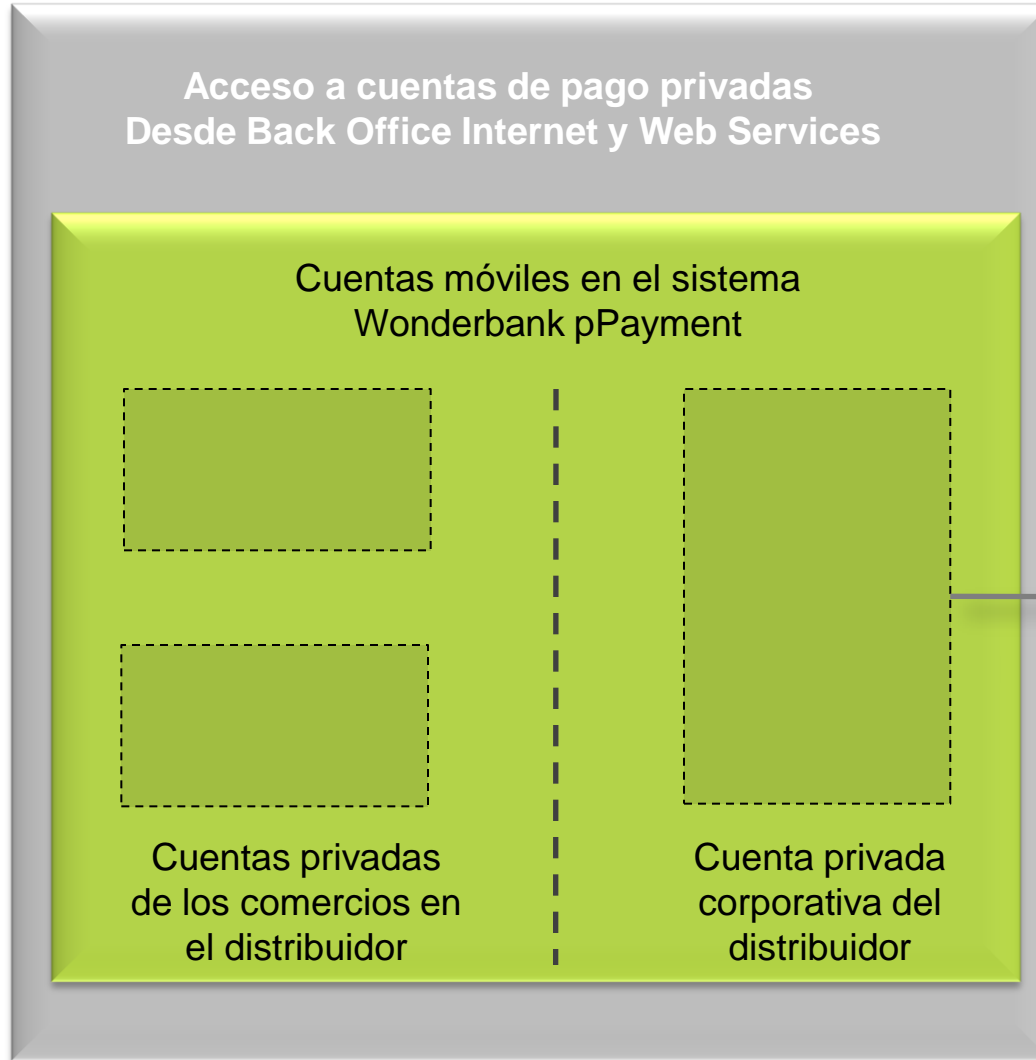 Acceso a cuentas de pago privadas
Desde Back Office Internet y Web Services
Cuentas móviles en el sistema
Wonderbank pPayment
Cuentas privadas
de los comercios en
el distribuidor
Cuenta privada
corporativa del
distribuidor